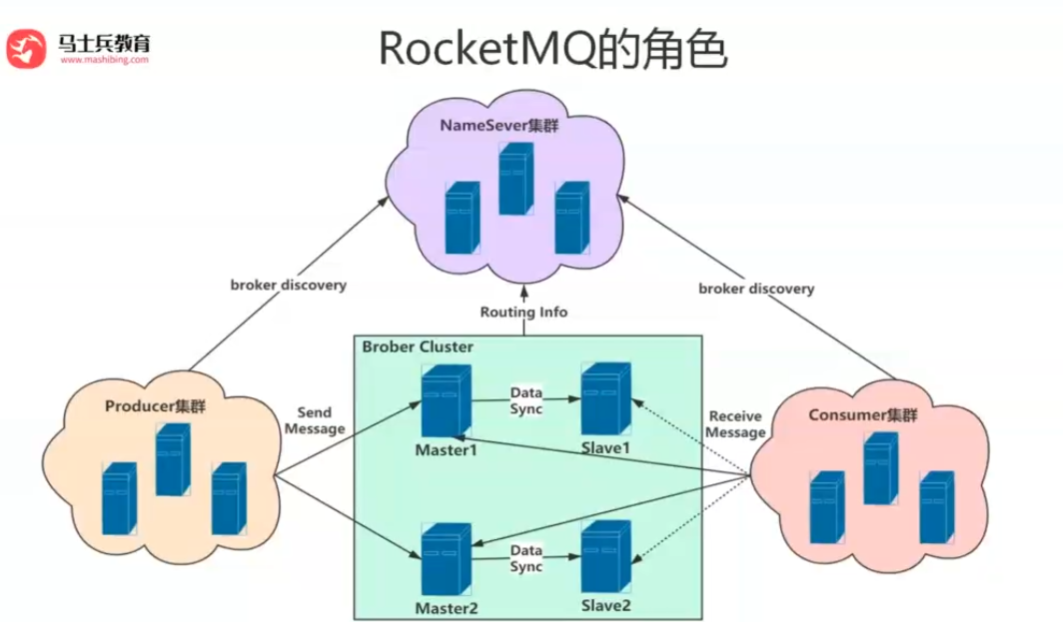 马士兵教育
www.mashibing.com
RocketMQ的角色
NameSever集群
broker discovery
broker discovery
Routing Info
Brober Cluster
Producer集群
Send
Message
Data
Sync
Receive
Message
Consumer集群
Master1
Slave1
Data
Sync
Master2
Slave2